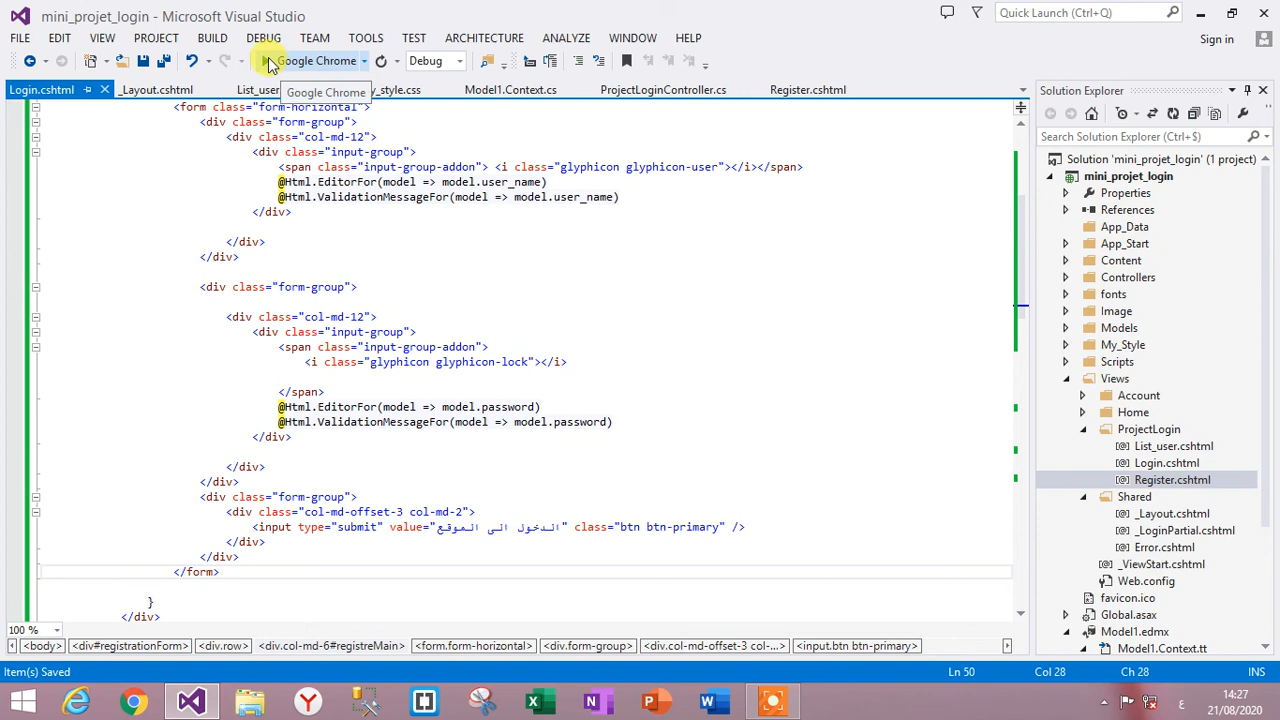 mini_projet_login - Microsoft Visual Studio
Quick Launch (Ctrl+Q)
FILE EDIT VIEW PROJECT BUILD DEBUG TEAM TOOLS TEST ARCHITECTURE ANALYZE WINDOW HELP
Sign in
Google Chrome Debug
Login.cshtml _Layout.cshtml List_user y_style.css Model1.Context.cs ProjectLoginController.cs Register.cshtml
Google Chrome
<form class="form-horizontal">
<div class="form-group">
<div class="col-md-12">
<div class="input-group">
<span class="input-group-addon"> <i class="glyphicon glyphicon-user"></i></span>
@Html.EditorFor(model => model.user_name)
@Html.ValidationMessageFor(model => model.user_name)
</div>
</div>
</div>
<div class="form-group">
<div class="col-md-12">
<div class="input-group">
<span class="input-group-addon">
<i class="glyphicon glyphicon-lock"></i>
</span>
@Html.EditorFor(model => model.password)
@Html.ValidationMessageFor(model => model.password)
</div>
</div>
</div>
<div class="form-group">
<div class="col-md-offset-3 col-md-2">
<input type="submit" value="الدخول الى الموقع" class="btn btn-primary" />
</div>
</div>
</form>
}
</div>
100 %
<body> <div#registrationForm> <div.row> <div.col-md-6#registreMain> <form.form-horizontal> <div.form-group> <div.col-md-offset-3 col-...> <input.btn btn-primary>
Solution Explorer
Search Solution Explorer (Ctrl+$)
Solution 'mini_projet_login' (1 project)
mini_projet_login
Properties
References
App_Data
App_Start
Content
Controllers
fonts
Image
Models
My_Style
Scripts
Views
Account
Home
ProjectLogin
List_user.cshtml
Login.cshtml
Register.cshtml
Shared
_Layout.cshtml
_LoginPartial.cshtml
Error.cshtml
_ViewStart.cshtml
Web.config
favicon.ico
Global.asax
Model1.edmx
Model1.Context.tt
Item(s) Saved Ln 50 Col 28 Ch 28 INS
ع
14:27
21/08/2020